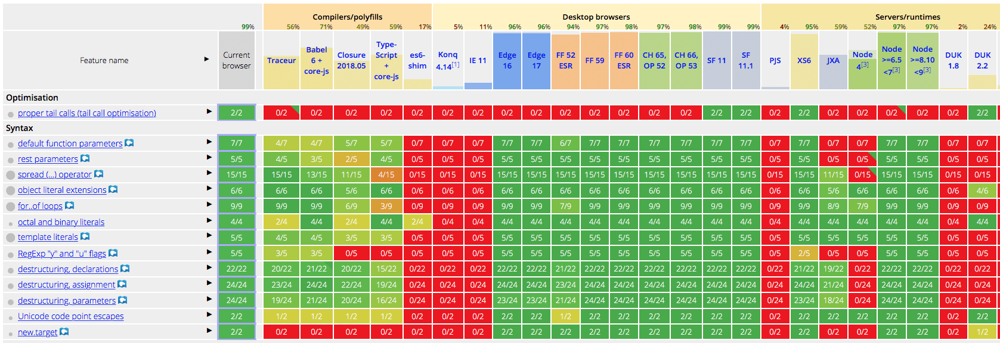 Compilers/polyfills Desktop browsers Servers/runtimes
99% 56% 71% 49% 59% 17% 5% 11% 96% 96% 94% 97% 98% 97% 98% 99% 99% 4% 95% 59% 52% 97% 97% 2% 24%
Feature name ▶ Current browser Traceur Babel 6 + core-js Closure 2018.05 Type-Script + core-js es6-shim Konq 4.14[1] IE 11 Edge 16 Edge 17 FF 52 ESR FF 59 FF 60 ESR CH 65, OP 52 CH 66, OP 53 SF 11 SF 11.1 PJS XS6 JXA Node 4[3] Node >=6.5 <7[3] Node >=8.10 <9[3] DUK 1.8 DUK 2.2
Optimisation
proper tail calls (tail call optimisation) ▶ 2/2 0/2 0/2 0/2 0/2 0/2 0/2 0/2 0/2 0/2 0/2 0/2 0/2 0/2 0/2 2/2 2/2 0/2 2/2 0/2 0/2 0/2 0/2 0/2 2/2
Syntax
default function parameters ▶ 7/7 4/7 4/7 5/7 5/7 0/7 0/7 0/7 7/7 7/7 6/7 7/7 7/7 7/7 7/7 7/7 7/7 0/7 7/7 0/7 0/7 7/7 7/7 0/7 0/7
rest parameters ▶ 5/5 4/5 3/5 2/5 4/5 0/5 0/5 0/5 5/5 5/5 5/5 5/5 5/5 5/5 5/5 5/5 5/5 0/5 5/5 0/5 0/5 5/5 5/5 0/5 0/5
spread (...) operator ▶ 15/15 15/15 13/15 11/15 4/15 0/15 0/15 0/15 15/15 15/15 15/15 15/15 15/15 15/15 15/15 15/15 15/15 0/15 15/15 11/15 0/15 15/15 15/15 0/15 0/15
object literal extensions ▶ 6/6 6/6 6/6 5/6 6/6 0/6 0/6 0/6 6/6 6/6 6/6 6/6 6/6 6/6 6/6 6/6 6/6 0/6 6/6 5/6 6/6 6/6 6/6 0/6 4/6
for..of loops ▶ 9/9 9/9 9/9 6/9 3/9 0/9 0/9 0/9 9/9 9/9 7/9 9/9 9/9 9/9 9/9 9/9 9/9 0/9 9/9 8/9 7/9 9/9 9/9 0/9 0/9
octal and binary literals ▶ 4/4 2/4 4/4 2/4 4/4 2/4 0/4 0/4 4/4 4/4 4/4 4/4 4/4 4/4 4/4 4/4 4/4 0/4 4/4 4/4 4/4 4/4 4/4 0/4 4/4
template literals ▶ 5/5 4/5 4/5 3/5 3/5 0/5 0/5 0/5 5/5 5/5 5/5 5/5 5/5 5/5 5/5 5/5 5/5 0/5 5/5 5/5 5/5 5/5 5/5 0/5 0/5
RegExp "y" and "u" flags ▶ 5/5 3/5 3/5 0/5 0/5 0/5 0/5 0/5 5/5 5/5 5/5 5/5 5/5 5/5 5/5 5/5 5/5 0/5 2/5 0/5 0/5 5/5 5/5 0/5 0/5
destructuring, declarations ▶ 22/22 20/22 21/22 20/22 15/22 0/22 0/22 0/22 22/22 22/22 21/22 22/22 22/22 22/22 22/22 22/22 22/22 0/22 21/22 19/22 0/22 22/22 22/22 0/22 0/22
destructuring, assignment ▶ 24/24 23/24 24/24 22/24 19/24 0/24 0/24 0/24 24/24 24/24 23/24 24/24 24/24 24/24 24/24 24/24 24/24 0/24 24/24 21/24 0/24 24/24 24/24 0/24 0/24
destructuring, parameters ▶ 24/24 19/24 21/24 20/24 16/24 0/24 0/24 0/24 23/24 23/24 21/24 24/24 24/24 24/24 24/24 24/24 24/24 0/24 23/24 18/24 0/24 24/24 24/24 0/24 0/24
Unicode code point escapes ▶ 2/2 1/2 1/2 1/2 1/2 0/2 0/2 0/2 2/2 2/2 1/2 2/2 2/2 2/2 2/2 2/2 2/2 0/2 2/2 2/2 2/2 2/2 2/2 0/2 2/2
new.target ▶ 2/2 0/2 0/2 0/2 0/2 0/2 0/2 0/2 2/2 2/2 2/2 2/2 2/2 2/2 2/2 2/2 2/2 0/2 2/2 0/2 0/2 2/2 2/2 0/2 1/2